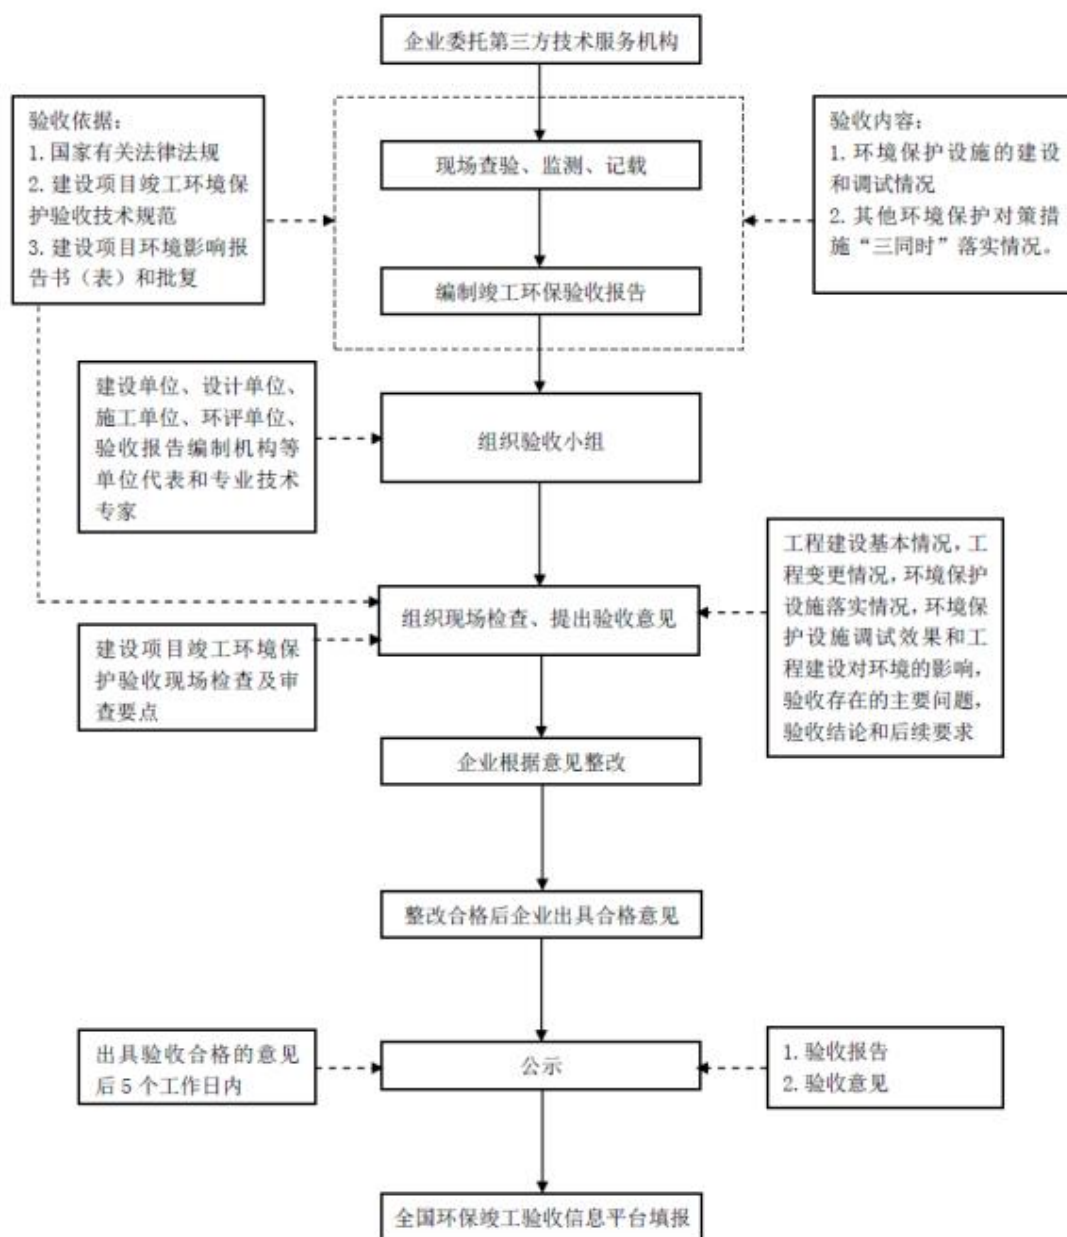 企业委托第三方技术服务机构
验收依据：
1.国家有关法律法规
2.建设项目竣工环境保
护验收技术规范
3.建设项目环境影响报
告书（表）和批复
现场查验、监测、记载
编制竣工环保验收报告
验收内容：
1.环境保护设施的建设
和调试情况
2.其他环境保护对策措
施“三同时”落实情况。
建设单位、设计单位、
施工单位、环评单位、
验收报告编制机构等
单位代表和专业技术
专家
组织验收小组
组织现场检查、提出验收意见
工程建设基本情况，工
程变更情况，环境保护
设施落实情况，环境保
护设施调试效果和工
程建设对环境的影响，
验收存在的主要问题，
验收结论和后续要求
建设项目竣工环境保
护验收现场检查及审
查要点
企业根据意见整改
整改合格后企业出具合格意见
出具验收合格的意见
后5个工作日内
公示
1.验收报告
2.验收意见
全国环保竣工验收信息平台填报